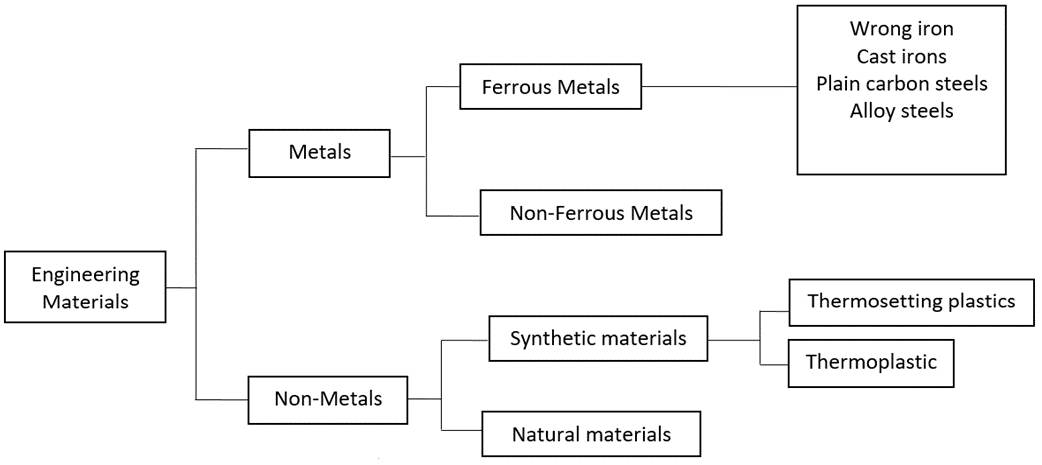 Wrong iron
Cast irons
Plain carbon steels
Alloy steels
Ferrous Metals
Metals
Non-Ferrous Metals
Engineering
Materials
Thermosetting plastics
Synthetic materials
Thermoplastic
Non-Metals
Natural materials